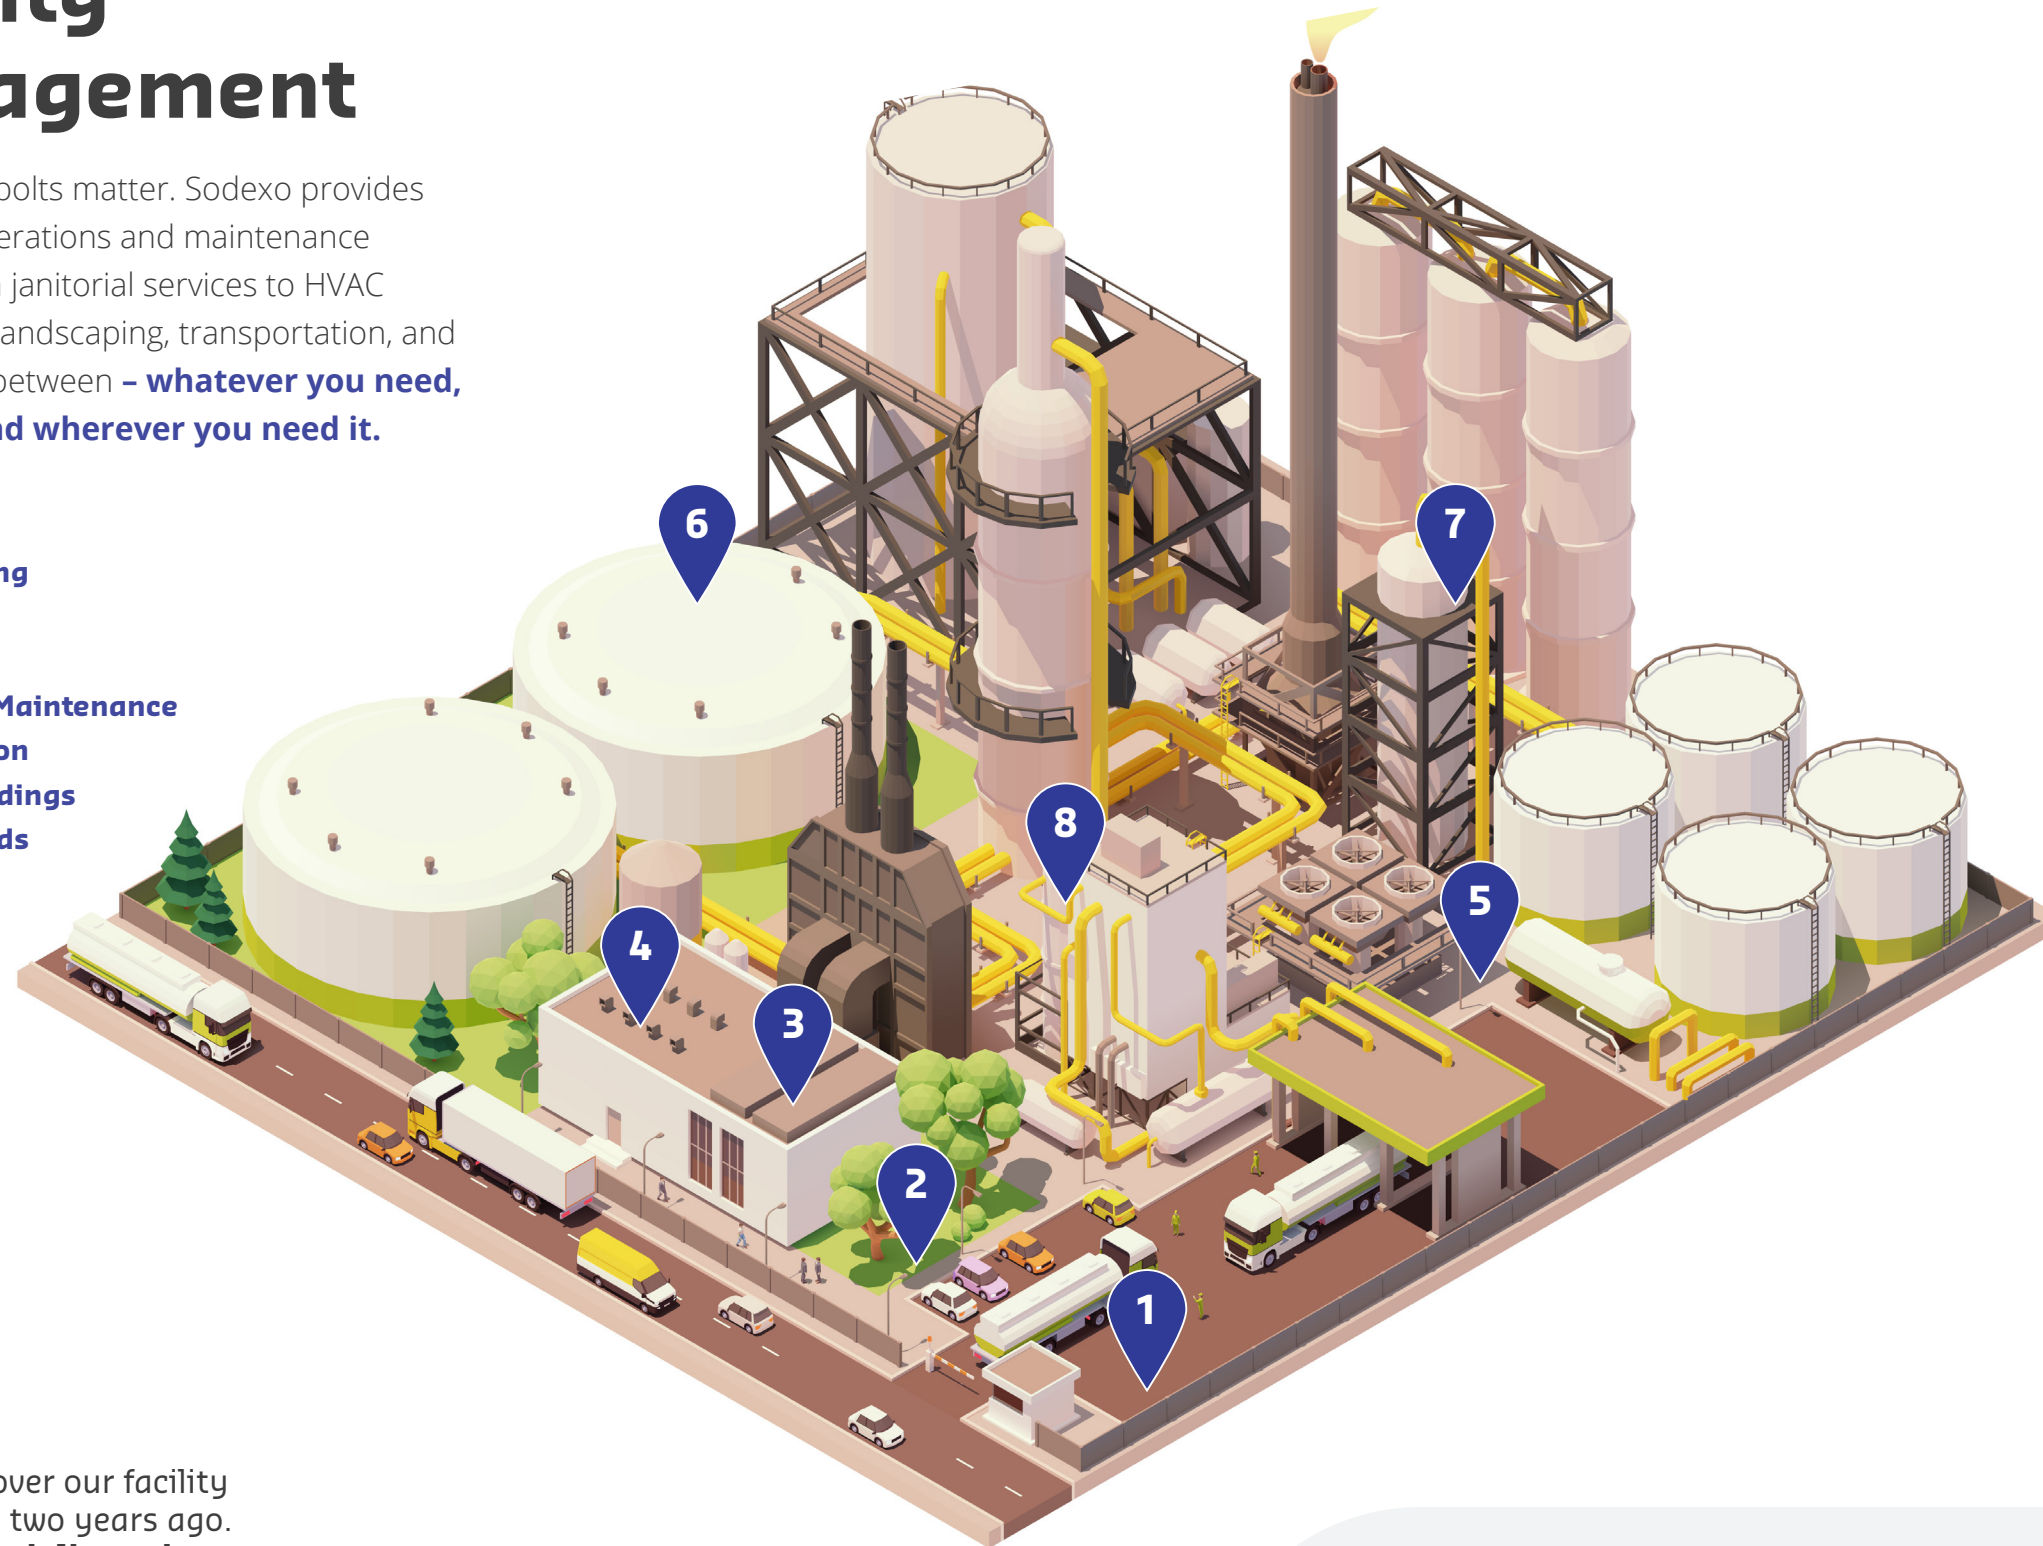 agement
bolts matter. Sodexo provides
erations and maintenance
janitorial services to HVAC
andscaping, transportation, and
between – whatever you need,
nd wherever you need it.
6
7
ng
Maintenance
on
dings
ds
8
5
4
3
2
1
over our facility
two years ago.